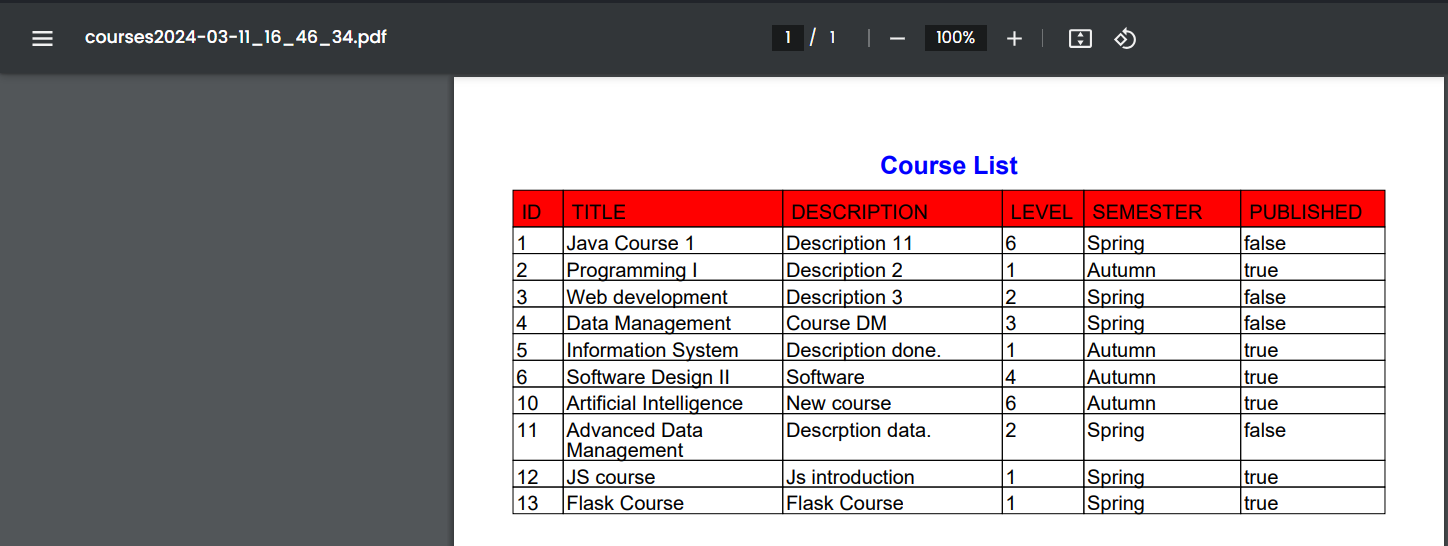 courses2024-03-11_16_46_34.pdf
1 / 1
100%
Course List
ID TITLE DESCRIPTION LEVEL SEMESTER PUBLISHED
1 Java Course 1 Description 11 6 Spring false
2 Programming I Description 2 1 Autumn true
3 Web development Description 3 2 Spring false
4 Data Management Course DM 3 Spring false
5 Information System Description done. 1 Autumn true
6 Software Design II Software 4 Autumn true
10 Artificial Intelligence New course 6 Autumn true
11 Advanced Data Descrption data. 2 Spring false
Management
12 JS course Js introduction 1 Spring true
13 Flask Course Flask Course 1 Spring true